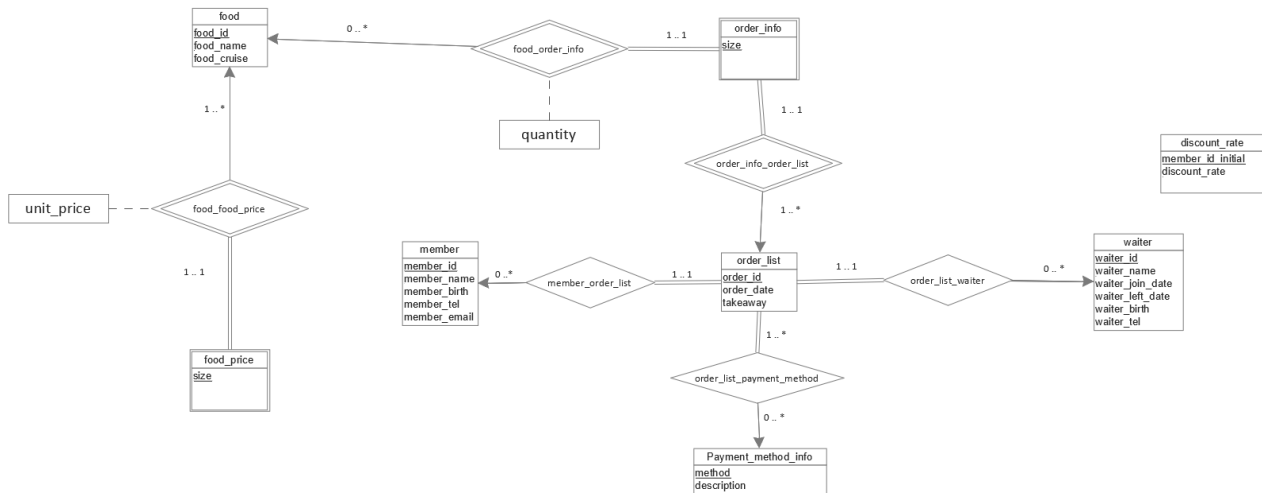 food
food_id
food_name
food_cruise
0 .. *
food_order_info
1 .. 1
order_info
size
quantity
1 .. *
1 .. 1
order_info_order_list
discount_rate
member_id_initial
discount_rate
unit_price
food_food_price
1 .. *
1 .. 1
member
member_id
member_name
member_birth
member_tel
member_email
0 .. *
member_order_list
1 .. 1
order_list
order_id
order_date
takeaway
1 .. 1
order_list_waiter
0 .. *
waiter
waiter_id
waiter_name
waiter_join_date
waiter_left_date
waiter_birth
waiter_tel
1 .. *
food_price
size
order_list_payment_method
0 .. *
Payment_method_info
method
description